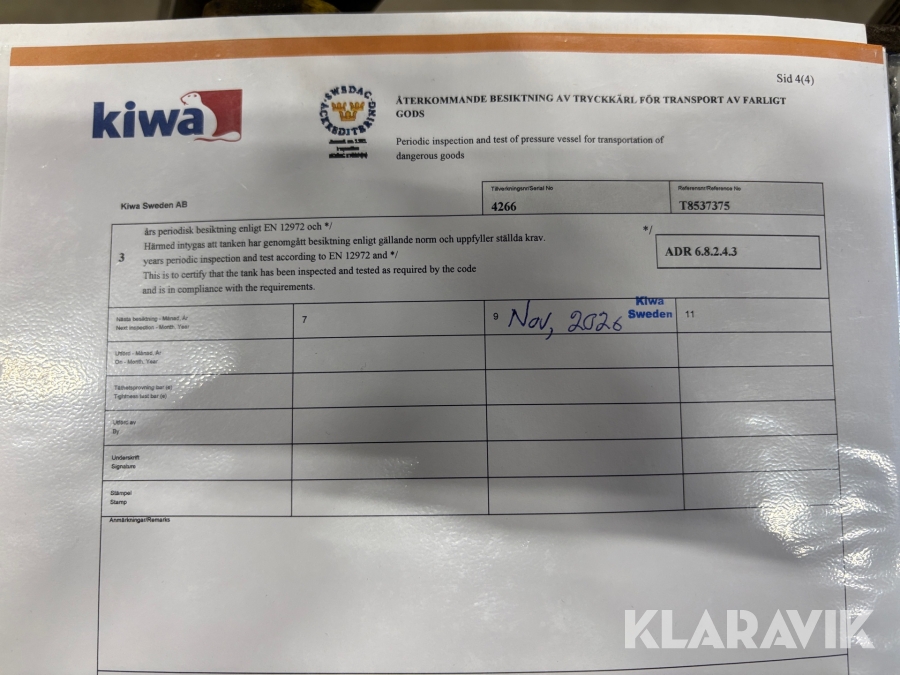 Sid 4(4)
kiwa
SWEDAC
ACKREDITERING
ÅTERKOMMANDE BESIKTNING AV TRYCKKÄRL FÖR TRANSPORT AV FARLIGT
GODS
Periodic inspection and test of pressure vessel for transportation of
dangerous goods
Kiwa Sweden AB
Tillverkningsnr/Serial No
4266
Referensnr/Reference No
T8537375
3
års periodisk besiktning enligt EN 12972 och */
Härmed intygas att tanken har genomgått besiktning enligt gällande norm och uppfyller ställda krav.
years periodic inspection and test according to EN 12972 and */
This is to certify that the tank has been inspected and tested as required by the code
and is in compliance with the requirements.
*/
ADR 6.8.2.4.3
Nästa besiktning - Månad, År
Next inspection - Month, Year
7
9 Nov, 2026
Kiwa
Sweden
11
Utförd - Månad, År
On - Month, Year
Täthetsprovning bar (e)
Tightness test bar (e)
Utförd av
By
Underskrift
Signature
Stämpel
Stamp
Anmärkningar/Remarks
KLARAVIK